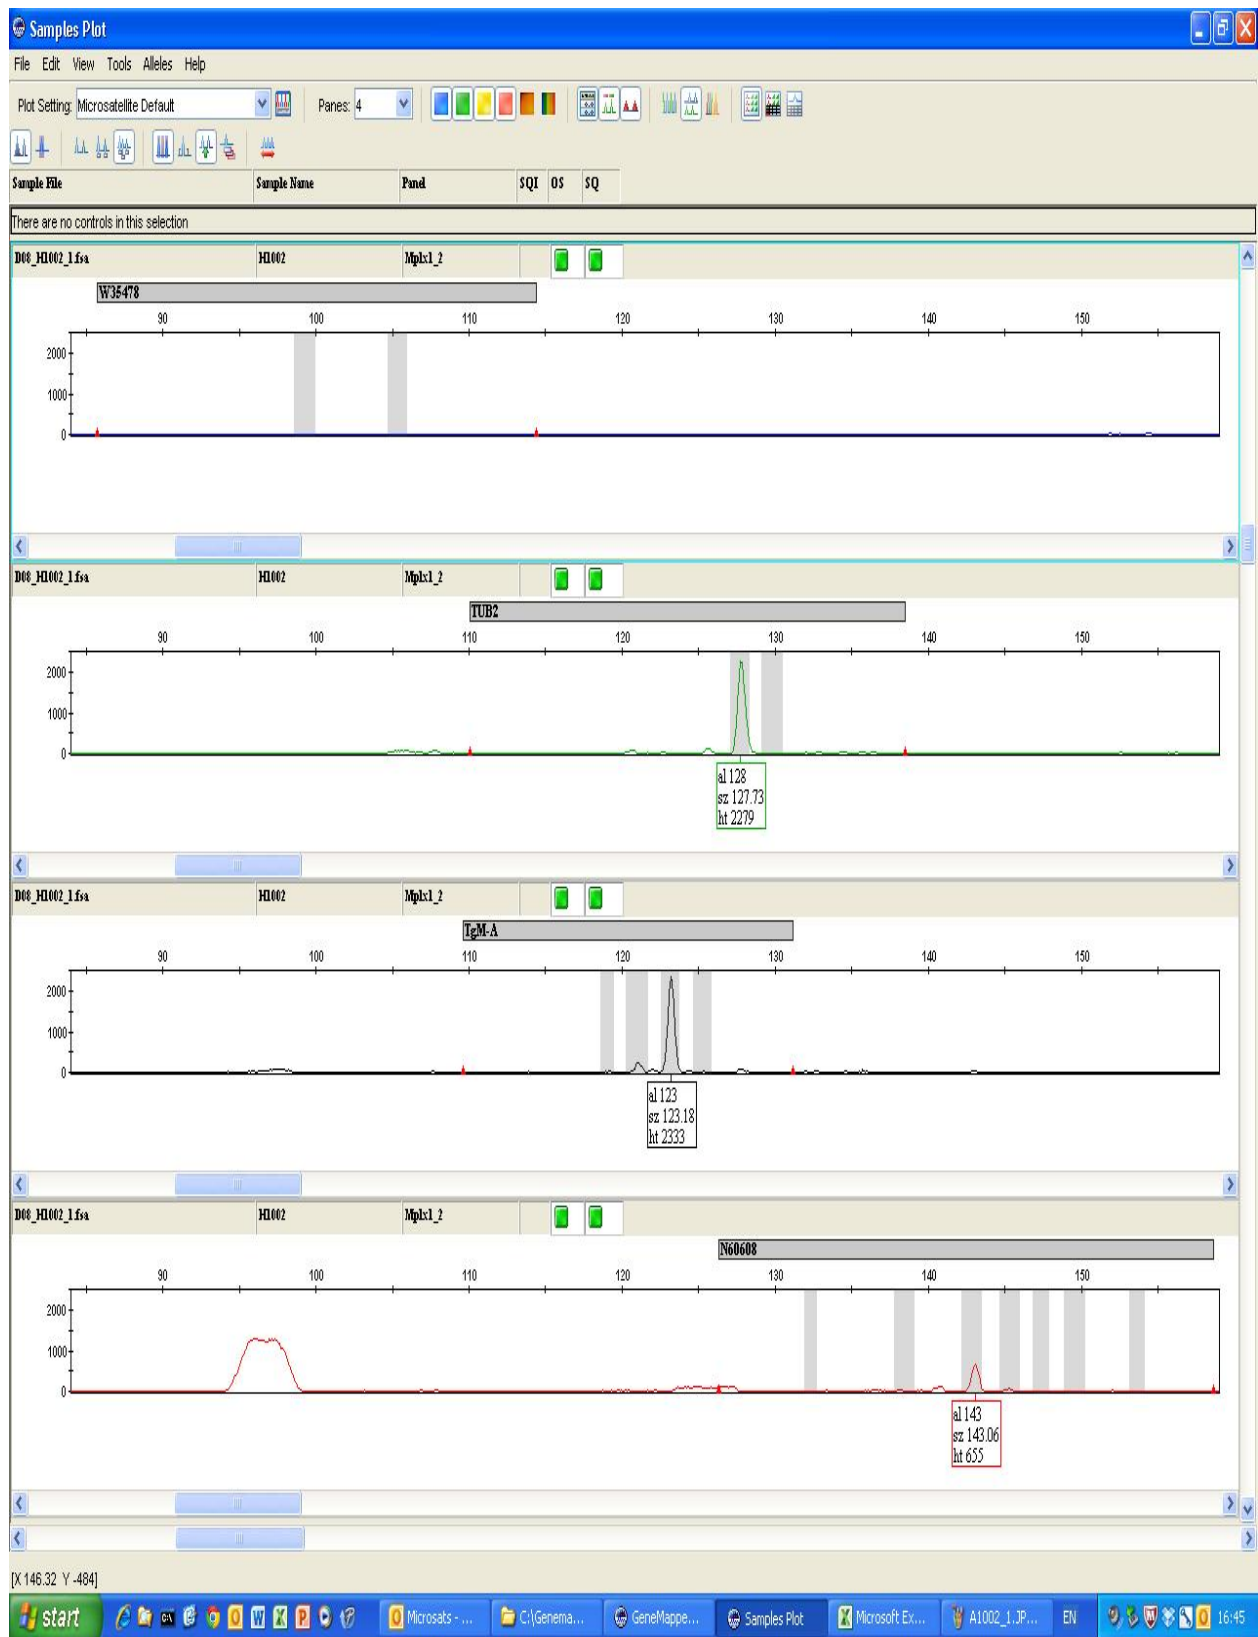 Samples Plot
File Edit View Tools Alleles Help
Plot Setting: Microsatellite Default Panes: 4
Sample File Sample Name Panel SQI OS SQ
There are no controls in this selection
D08_H1002_1.fsa H1002 Mplx1_2
W35478
90 100 110 120 130 140 150
2000
1000
0
D08_H1002_1.fsa H1002 Mplx1_2
TUB2
90 100 110 120 130 140 150
2000
1000
0
al 128
sz 127.73
ht 2279
D08_H1002_1.fsa H1002 Mplx1_2
TgM-A
90 100 110 120 130 140 150
2000
1000
0
al 123
sz 123.18
ht 2333
D08_H1002_1.fsa H1002 Mplx1_2
N60608
90 100 110 120 130 140 150
2000
1000
0
al 143
sz 143.06
ht 655
[X 146.32 Y -484]
start Microsats - ... C:\Genema... GeneMappe... Samples Plot Microsoft Ex... A1002_1.JP... EN 16:45